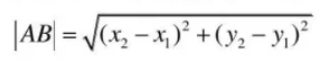 |AB| = √(x₂ − x₁)² + (y₂ − y₁)²